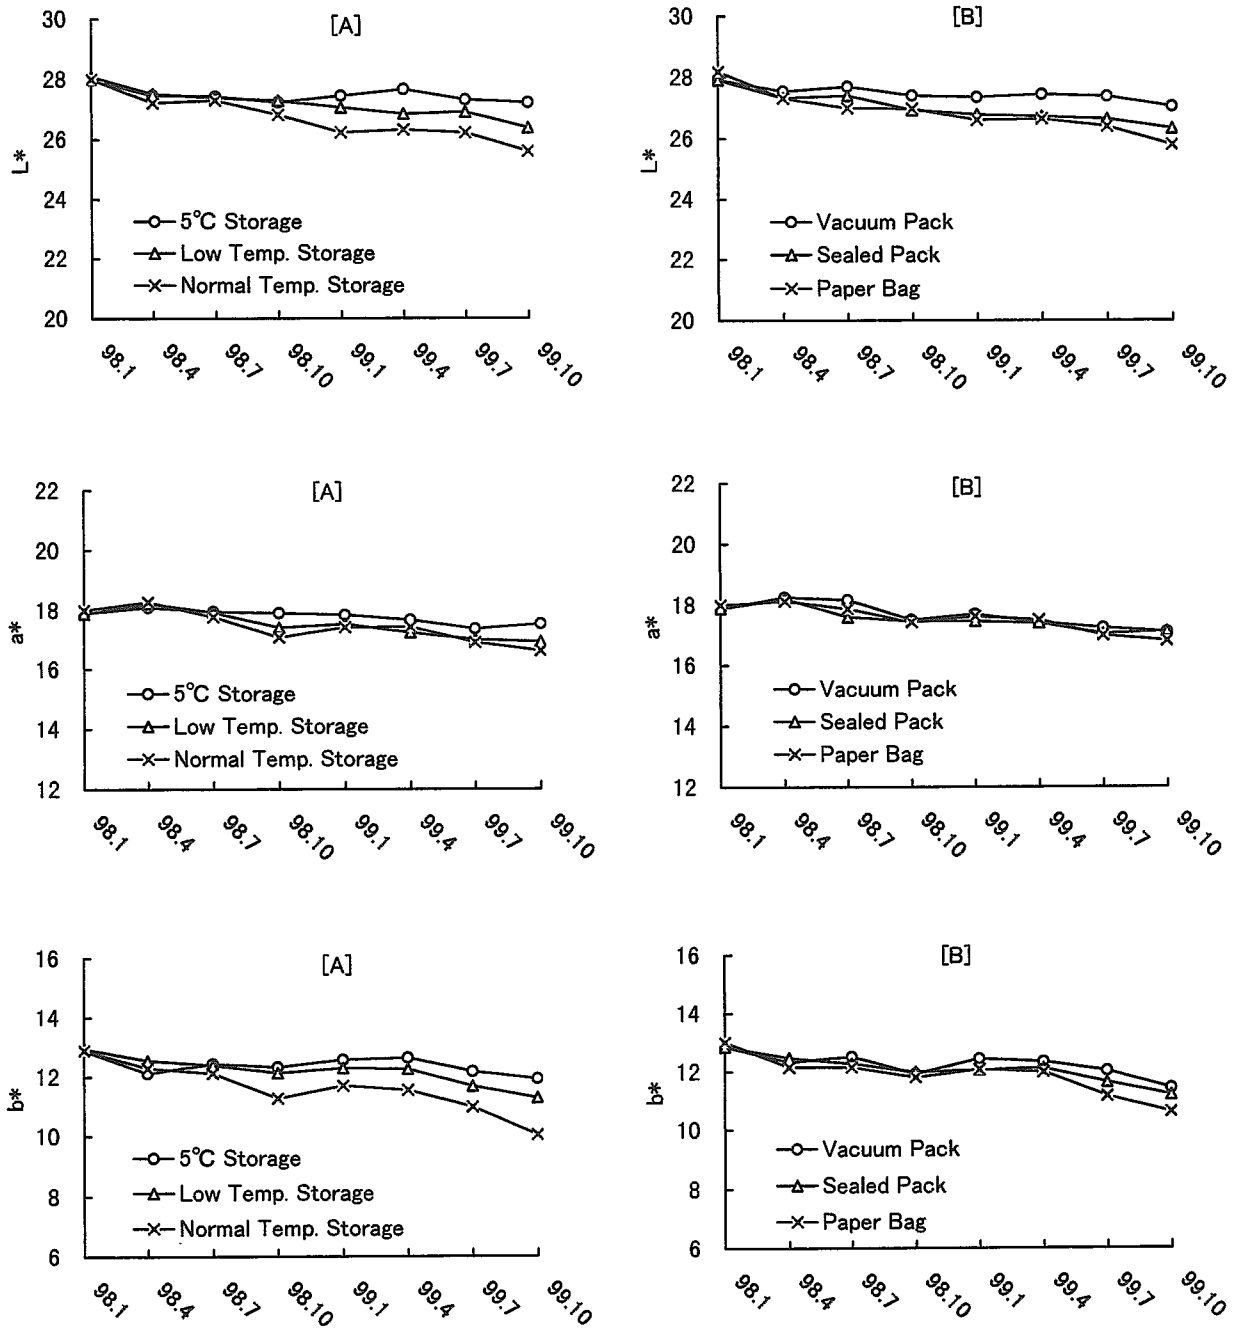 [A]
30
28
26
24
22
20
L*
5°C Storage
Low Temp. Storage
Normal Temp. Storage
98.1
98.4
98.7
98.10
99.1
99.4
99.7
99.10
[B]
30
28
26
24
22
20
L*
Vacuum Pack
Sealed Pack
Paper Bag
98.1
98.4
98.7
98.10
99.1
99.4
99.7
99.10
[A]
22
20
18
16
14
12
a*
5°C Storage
Low Temp. Storage
Normal Temp. Storage
98.1
98.4
98.7
98.10
99.1
99.4
99.7
99.10
[B]
22
20
18
16
14
12
a*
Vacuum Pack
Sealed Pack
Paper Bag
98.1
98.4
98.7
98.10
99.1
99.4
99.7
99.10
[A]
16
14
12
10
8
6
b*
5°C Storage
Low Temp. Storage
Normal Temp. Storage
98.1
98.4
98.7
98.10
99.1
99.4
99.7
99.10
[B]
16
14
12
10
8
6
b*
Vacuum Pack
Sealed Pack
Paper Bag
98.1
98.4
98.7
98.10
99.1
99.4
99.7
99.10